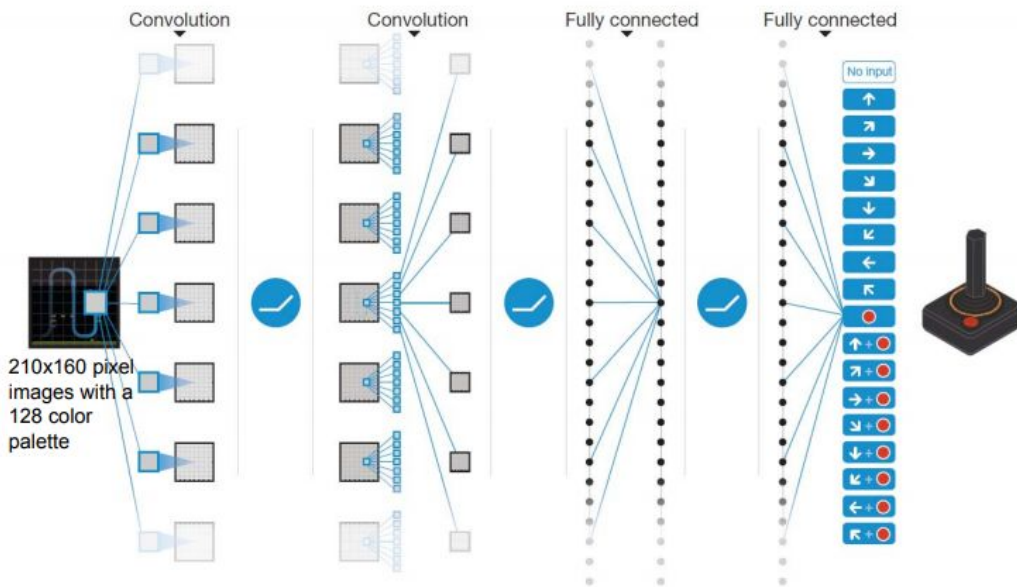 Convolution
Convolution
Fully connected
Fully connected
No input
210x160 pixel
images with a
128 color
palette
+
+
+
+
+
+
+
+